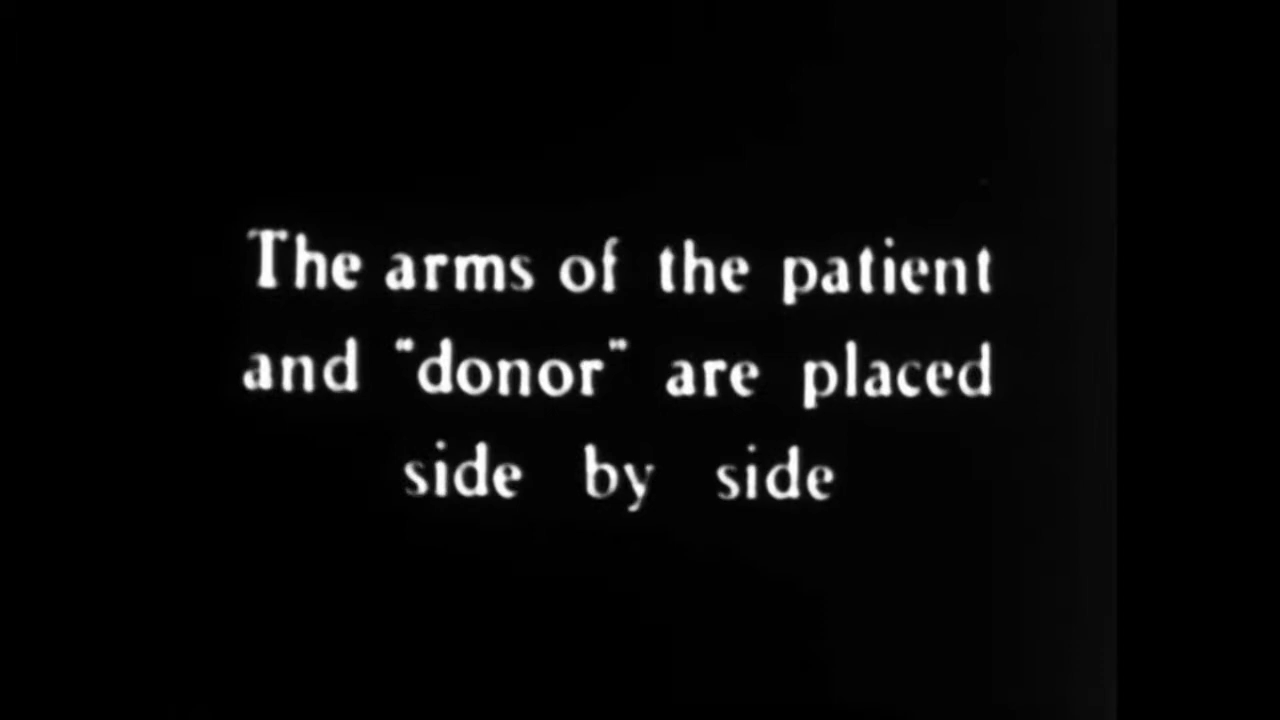 The arms of the patient
and "donor" are placed
side by side